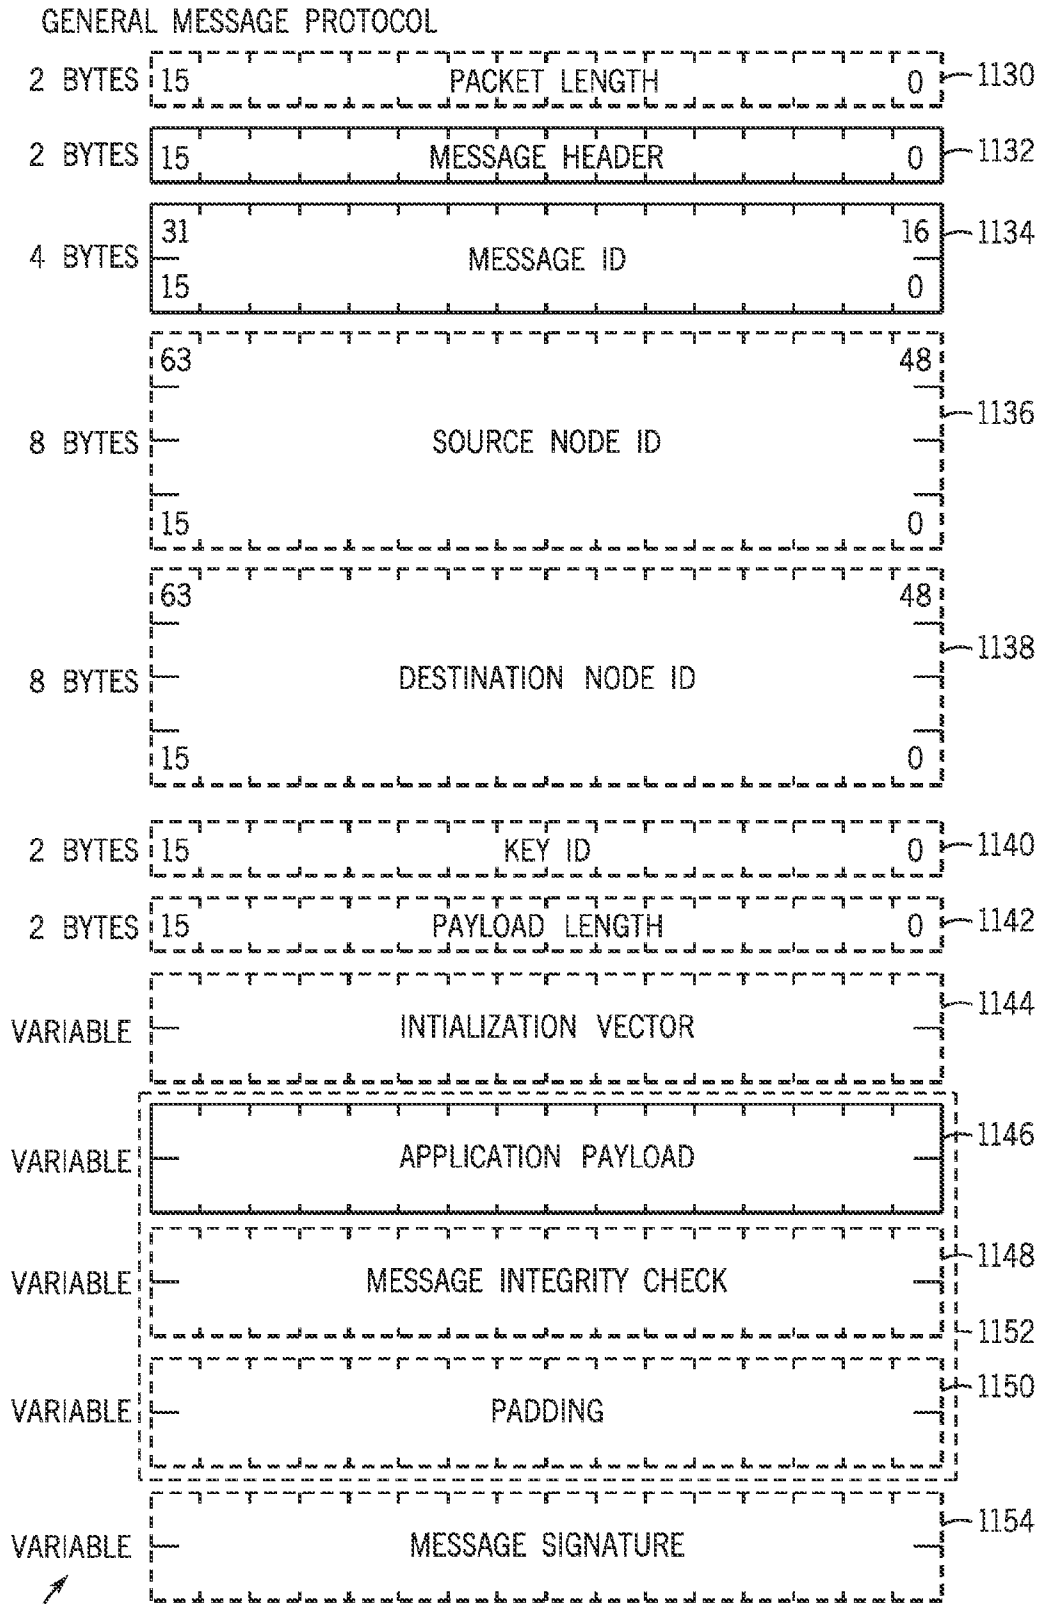 GENERAL MESSAGE PROTOCOL
2 BYTES 15 PACKET LENGTH 0 1130
2 BYTES 15 MESSAGE HEADER 0 1132
31 16 1134
4 BYTES MESSAGE ID
15 0
63 48
1136
8 BYTES SOURCE NODE ID
15 0
63 48
1138
8 BYTES DESTINATION NODE ID
15 0
2 BYTES 15 KEY ID 0 1140
2 BYTES 15 PAYLOAD LENGTH 0 1142
1144
VARIABLE INTIALIZATION VECTOR
1146
VARIABLE APPLICATION PAYLOAD
1148
VARIABLE MESSAGE INTEGRITY CHECK
1152
1150
VARIABLE PADDING
1154
VARIABLE MESSAGE SIGNATURE